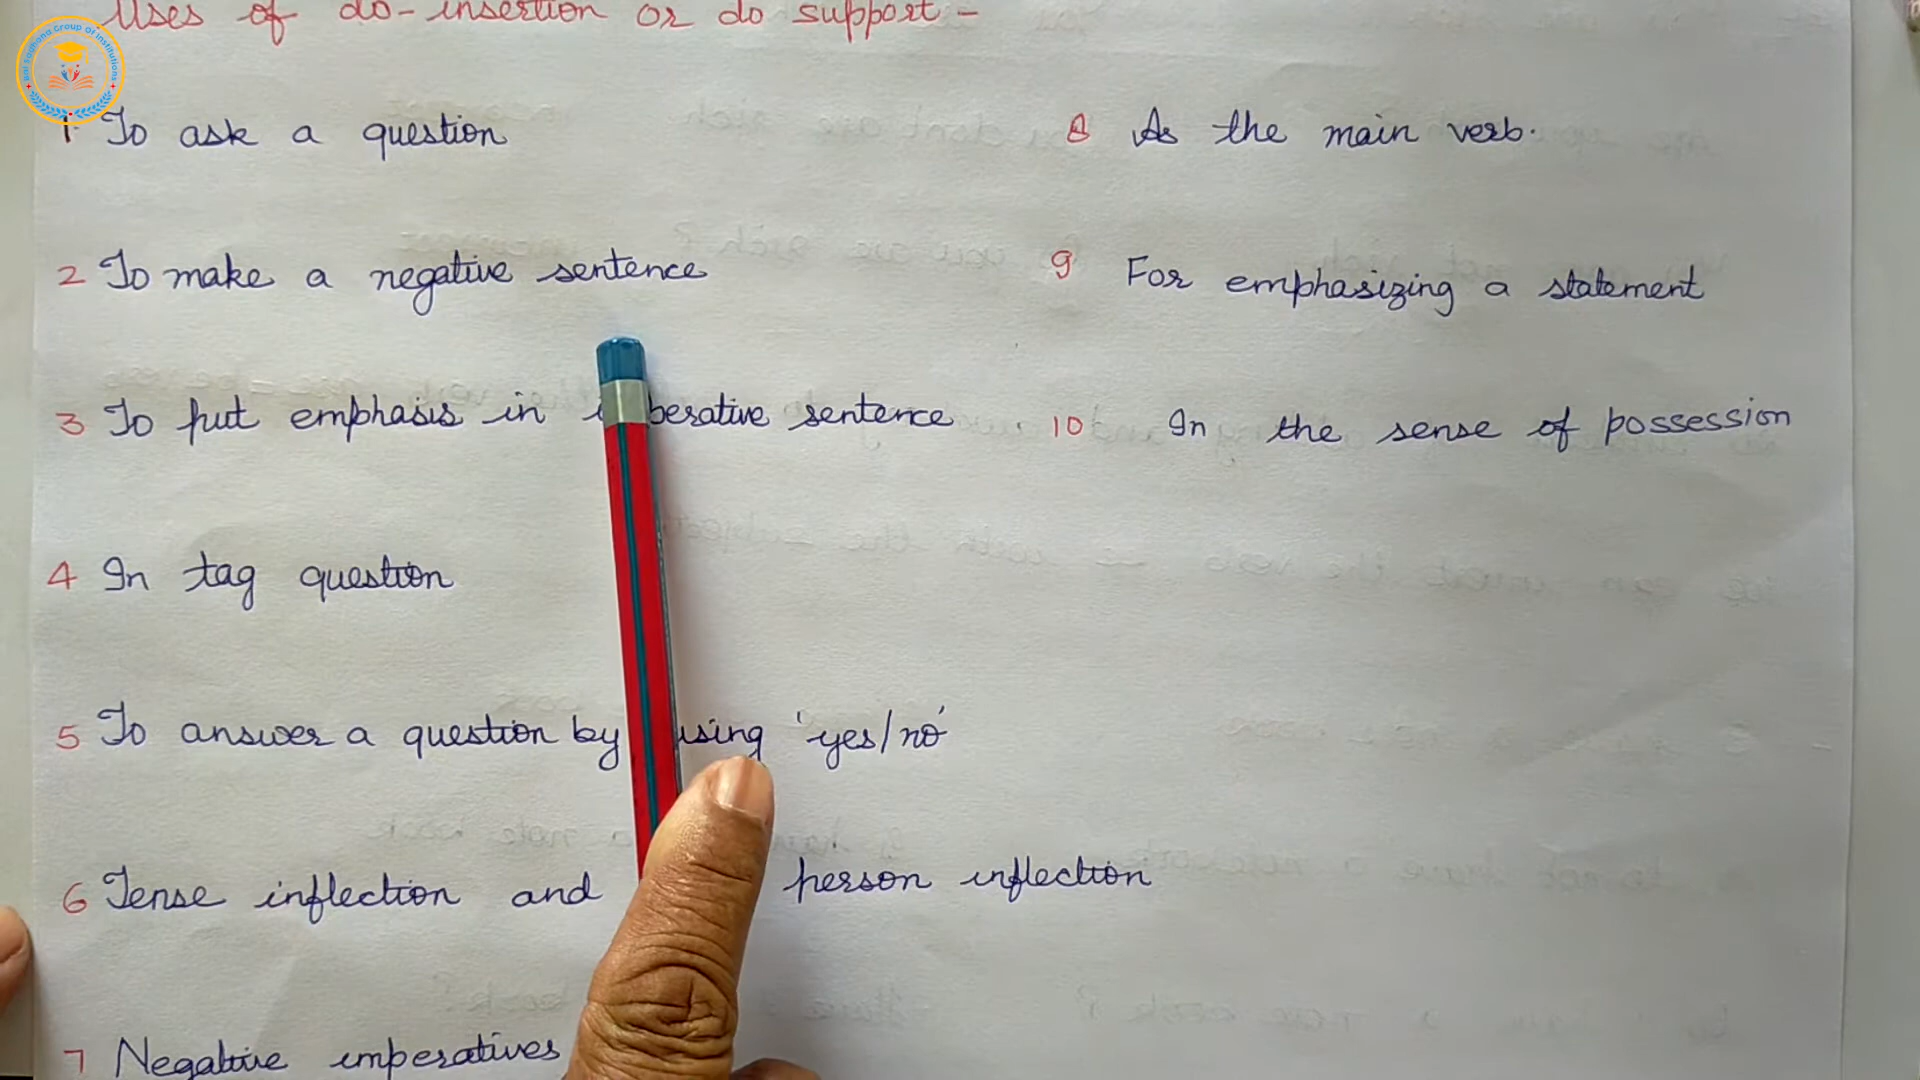 Uses of do-insertion or do support -
1. To ask a question
2 To make a negative sentence
3 To put emphasis in sentence
4 In tag question
5 To answer a question by using 'yes/no'
6 Tense inflection and person inflection
7 Negative imperatives
8 As the main verb.
9 For emphasizing a statement
10 In the sense of possession